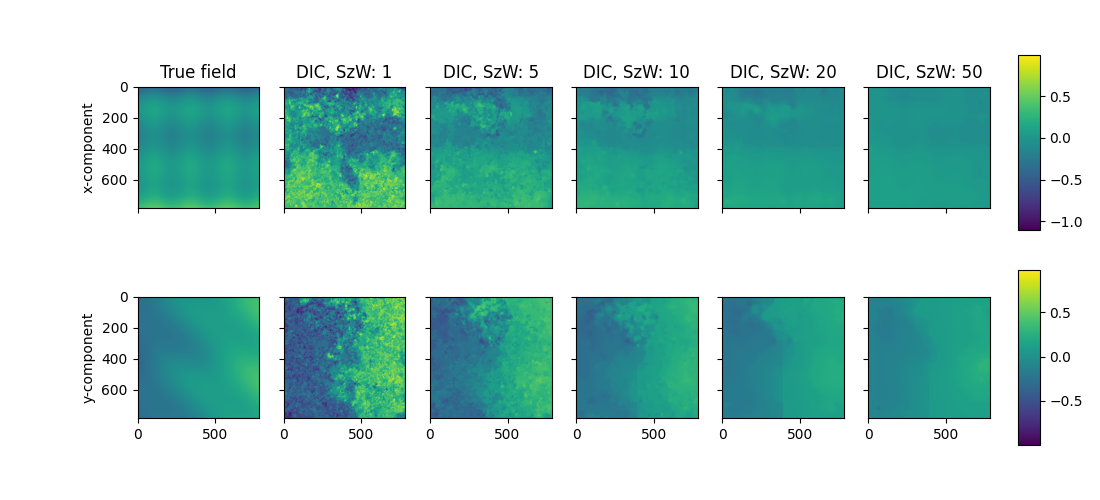 True field
DIC, SzW: 1
DIC, SzW: 5
DIC, SzW: 10
DIC, SzW: 20
DIC, SzW: 50
x-component
0
200
400
600
0.5
0.0
−0.5
−1.0
y-component
0
200
400
600
0 500
0 500
0 500
0 500
0 500
0 500
0.5
0.0
−0.5